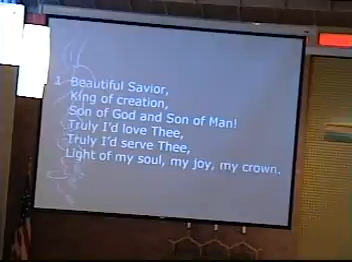 1 Beautiful Savior,
King of creation,
Son of God and Son of Man!
Truly I'd love Thee,
Truly I'd serve Thee,
Light of my soul, my joy, my crown.